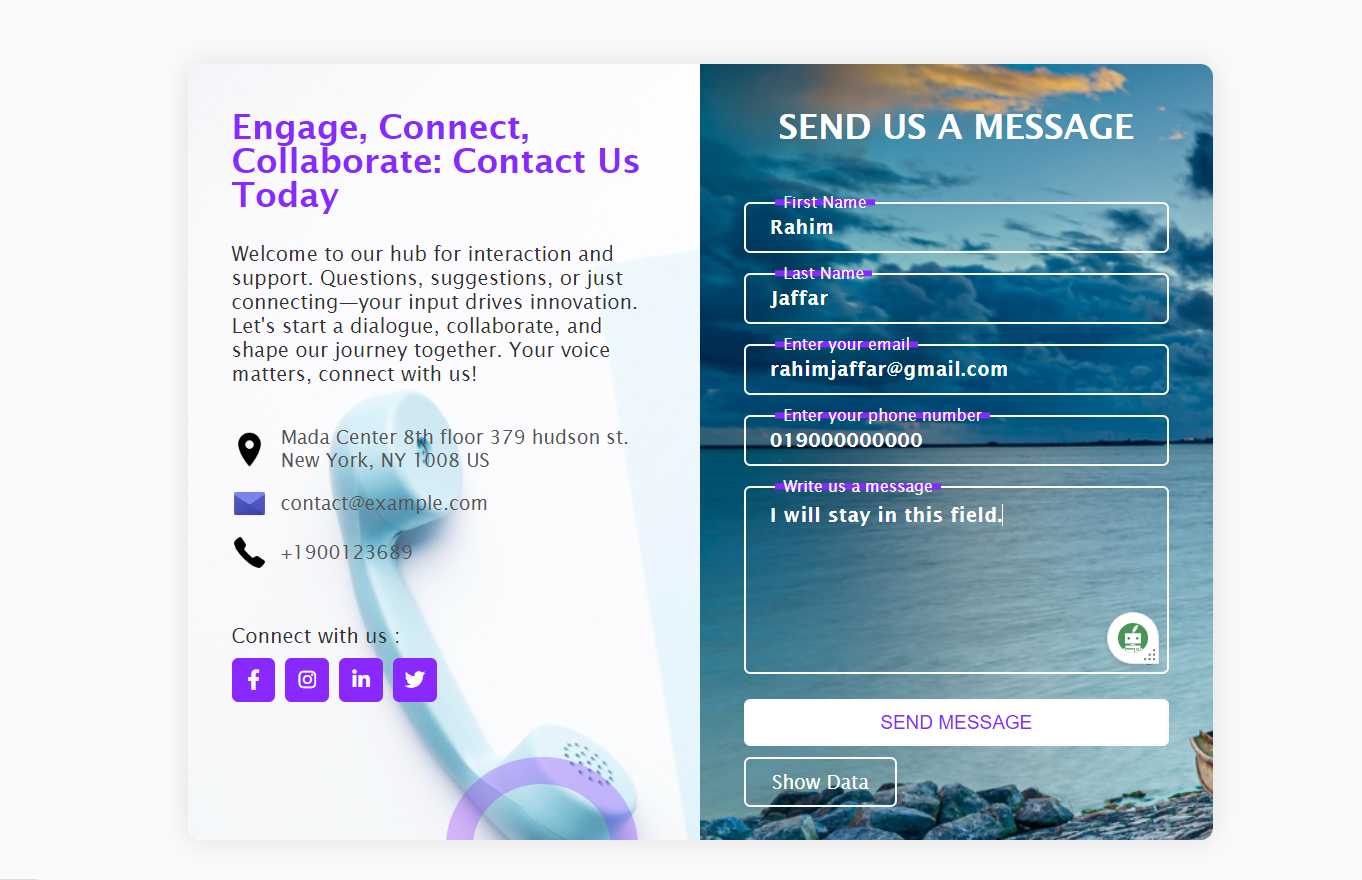 Engage, Connect,
Collaborate: Contact Us
Today
Welcome to our hub for interaction and
support. Questions, suggestions, or just
connecting—your input drives innovation.
Let's start a dialogue, collaborate, and
shape our journey together. Your voice
matters, connect with us!
Mada Center 8th floor 379 hudson st.
New York, NY 1008 US
contact@example.com
+1900123689
Connect with us :
SEND US A MESSAGE
First Name
Rahim
Last Name
Jaffar
Enter your email
rahimjaffar@gmail.com
Enter your phone number
019000000000
Write us a message
I will stay in this field.
SEND MESSAGE
Show Data